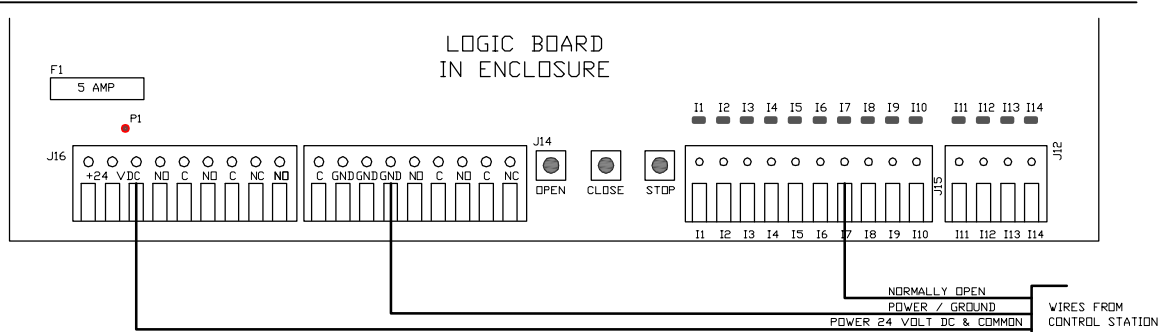 LOGIC BOARD
IN ENCLOSURE
F1
5 AMP
P1
I1 I2 I3 I4 I5 I6 I7 I8 I9 I10 I11 I12 I13 I14
J16
J14
J12
+24 VDC NO C NO C NC NO
C GND GND GND NO C NO C NC
OPEN CLOSE STOP
J15
I1 I2 I3 I4 I5 I6 I7 I8 I9 I10 I11 I12 I13 I14
NORMALLY OPEN
POWER / GROUND
POWER 24 VOLT DC & COMMON
WIRES FROM
CONTROL STATION